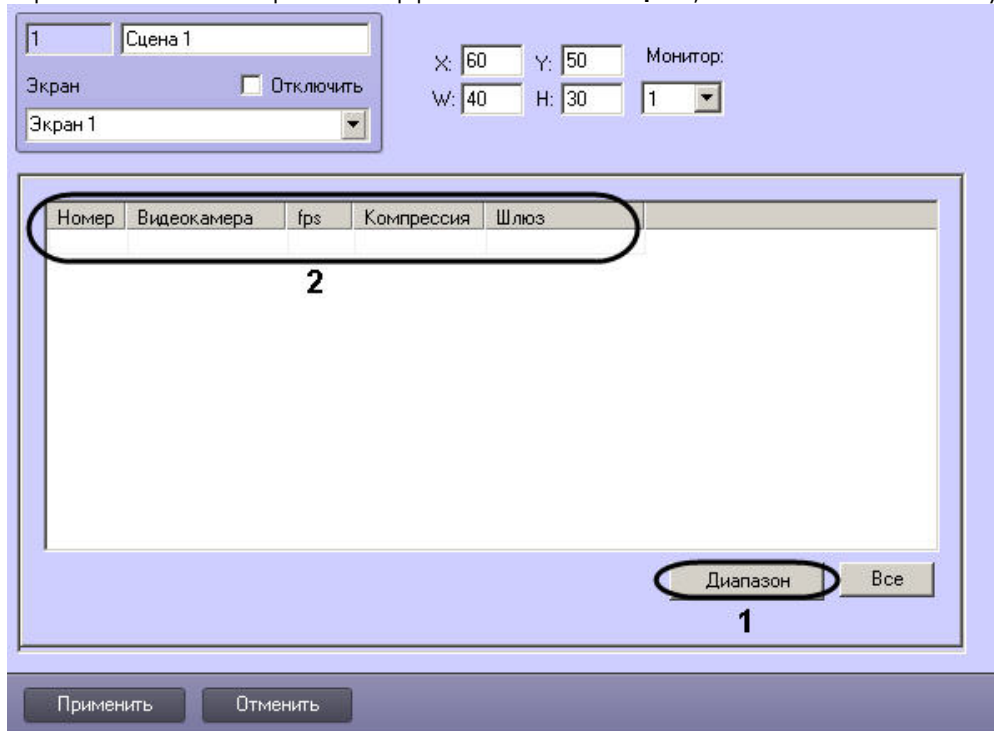 1 Сцена 1
X: 60 Y: 50 Монитор:
Экран Отключить
W: 40 H: 30 1
Экран 1
Номер Видеокамера fps Компрессия Шлюз
2
Диапазон Все
1
Применить Отменить